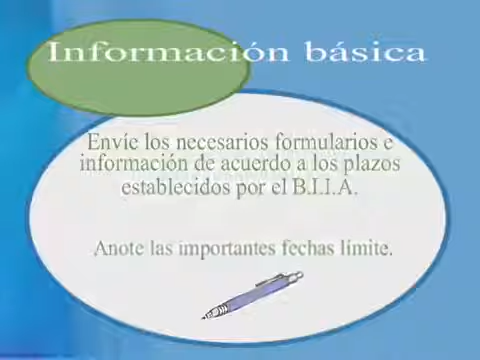 Información básica
Envíe los necesarios formularios e
información de acuerdo a los plazos
establecidos por el B.I.I.A.
Anote las importantes fechas límite.